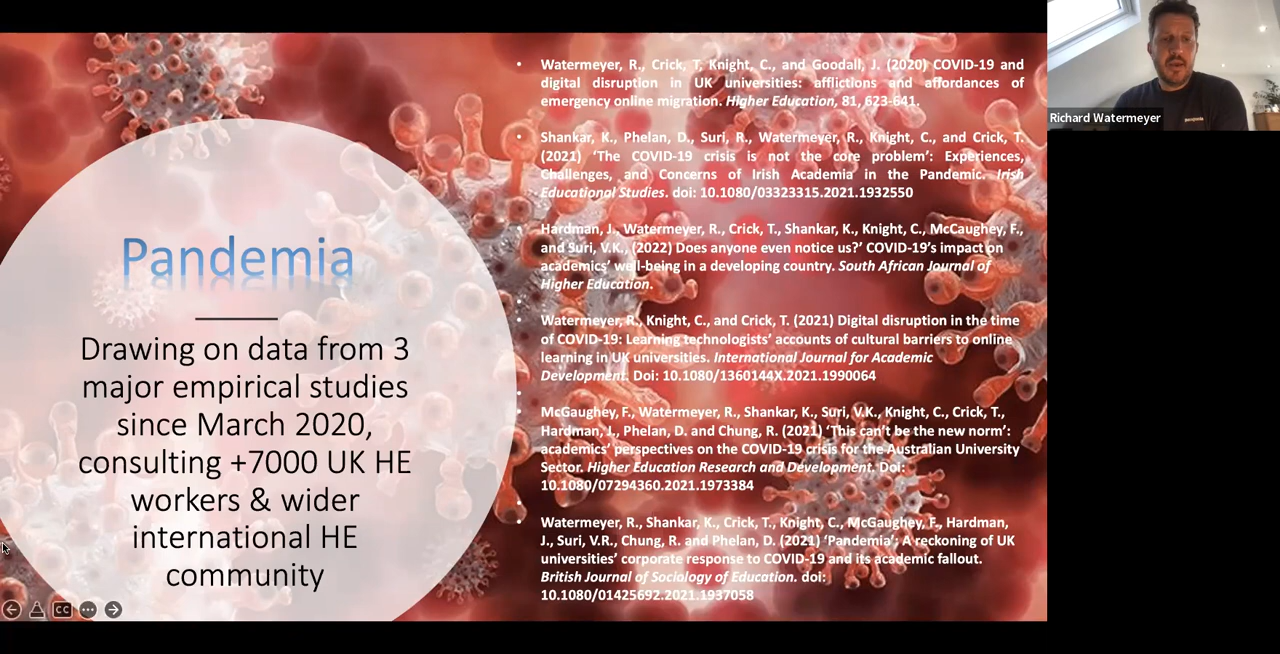 Pandemia
Drawing on data from 3
major empirical studies
since March 2020,
consulting +7000 UK HE
workers & wider
international HE
community
• Watermeyer, R., Crick, T, Knight, C., and Goodall, J. (2020) COVID-19 and
digital disruption in UK universities: afflictions and affordances of
emergency online migration. Higher Education, 81, 623-641.
• Shankar, K., Phelan, D., Suri, R., Watermeyer, R., Knight, C., and Crick, T.
(2021) ‘The COVID-19 crisis is not the core problem’: Experiences,
Challenges, and Concerns of Irish Academia in the Pandemic. Irish
Educational Studies. doi: 10.1080/03323315.2021.1932550
• Hardman, J., Watermeyer, R., Crick, T., Shankar, K., Knight, C., McCaughey, F.,
and Suri, V.K., (2022) Does anyone even notice us?’ COVID-19’s impact on
academics’ well-being in a developing country. South African Journal of
Higher Education.
•
Watermeyer, R., Knight, C., and Crick, T. (2021) Digital disruption in the time
of COVID-19: Learning technologists’ accounts of cultural barriers to online
learning in UK universities. International Journal for Academic
Development. Doi: 10.1080/1360144X.2021.1990064
•
• McGaughey, F., Watermeyer, R., Shankar, K., Suri, V.K., Knight, C., Crick, T.,
Hardman, J., Phelan, D. and Chung, R. (2021) ‘This can’t be the new norm’:
academics’ perspectives on the COVID-19 crisis for the Australian University
Sector. Higher Education Research and Development. Doi:
10.1080/07294360.2021.1973384
•
• Watermeyer, R., Shankar, K., Crick, T., Knight, C., McGaughey, F., Hardman,
J., Suri, V.R., Chung, R. and Phelan, D. (2021) ‘Pandemia’: A reckoning of UK
universities’ corporate response to COVID-19 and its academic fallout.
British Journal of Sociology of Education. doi:
10.1080/01425692.2021.1937058
CC
Richard Watermeyer